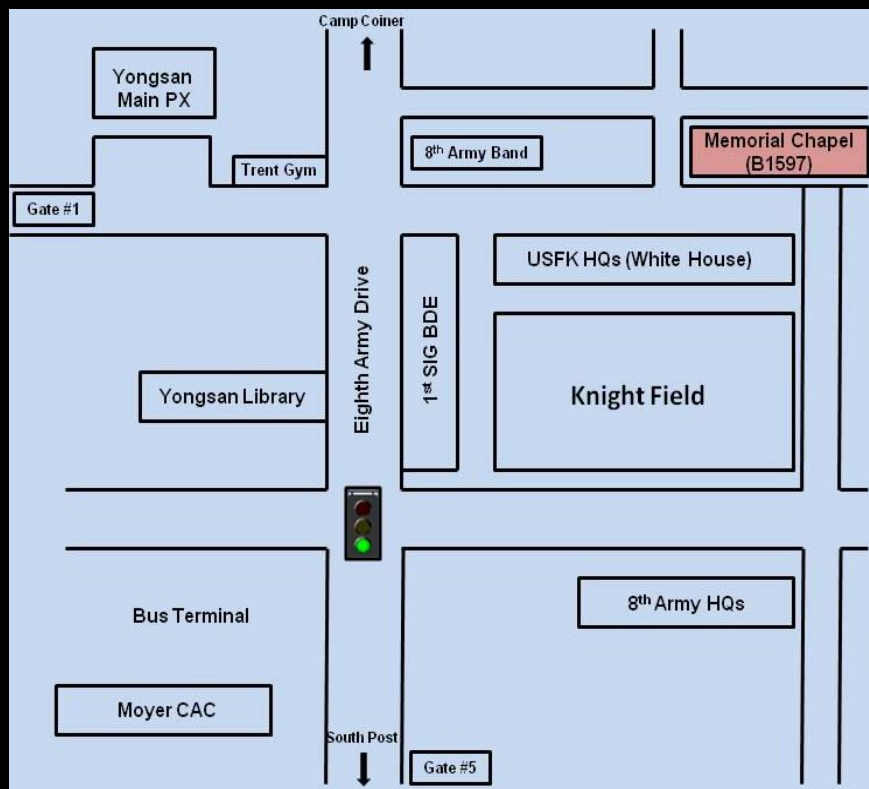 Camp Coiner
Yongsan
Main PX
Trent Gym
8th Army Band
Memorial Chapel
(B1597)
Gate #1
USFK HQs (White House)
Eighth Army Drive
1st SIG BDE
Knight Field
Yongsan Library
8th Army HQs
Bus Terminal
Moyer CAC
South Post
Gate #5